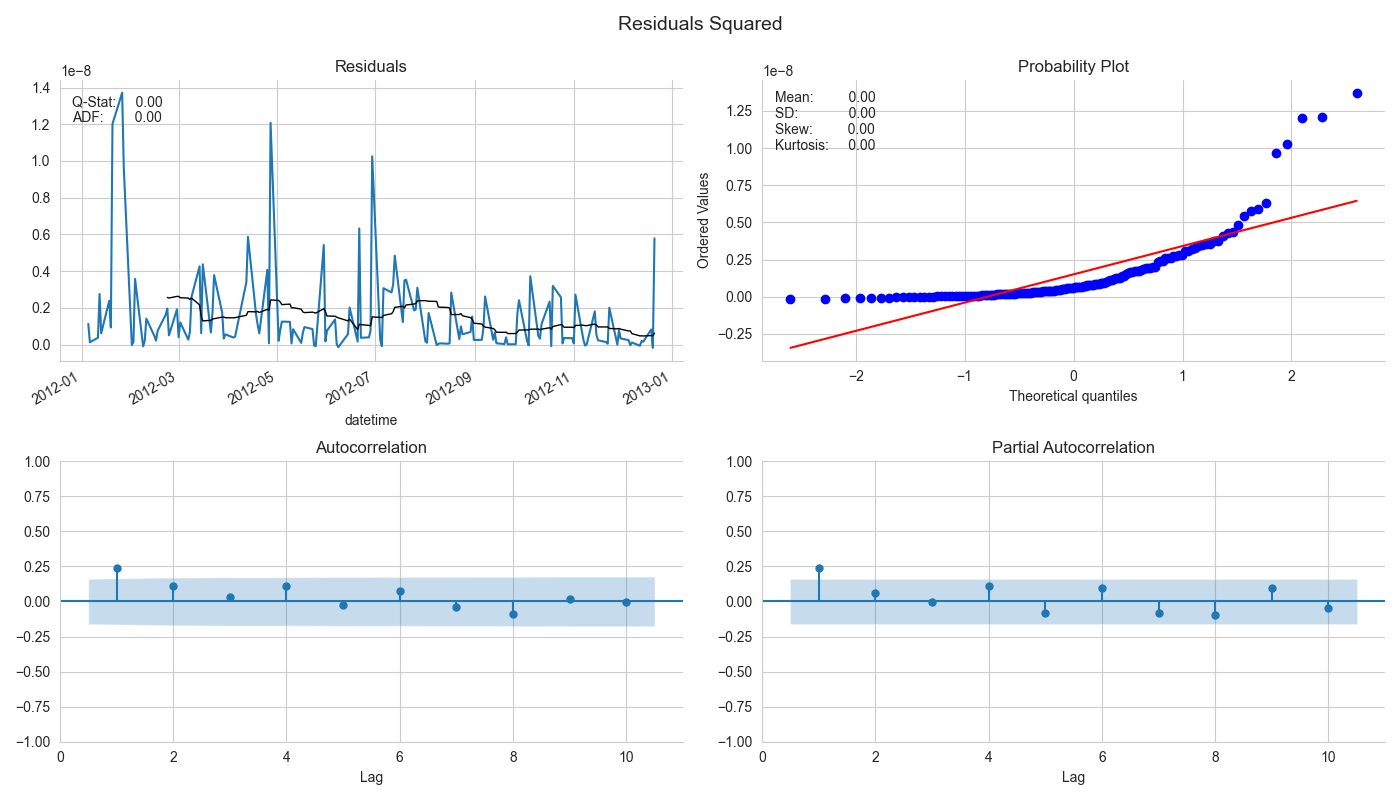 Residuals Squared
Residuals
1e−8
Q-Stat: 0.00
ADF: 0.00
1.4
1.2
1.0
0.8
0.6
0.4
0.2
0.0
2012-01
2012-03
2012-05
2012-07
2012-09
2012-11
2013-01
datetime
Probability Plot
1e−8
Mean: 0.00
SD: 0.00
Skew: 0.00
Kurtosis: 0.00
Ordered Values
1.25
1.00
0.75
0.50
0.25
0.00
−0.25
−2 −1 0 1 2
Theoretical quantiles
Autocorrelation
1.00
0.75
0.50
0.25
0.00
−0.25
−0.50
−0.75
−1.00
0 2 4 6 8 10
Lag
Partial Autocorrelation
1.00
0.75
0.50
0.25
0.00
−0.25
−0.50
−0.75
−1.00
0 2 4 6 8 10
Lag